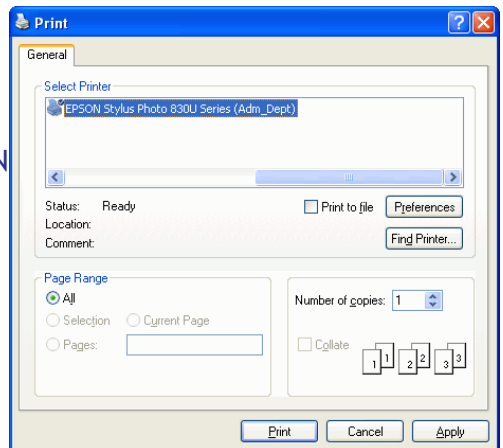 Print
General
Select Printer
EPSON Stylus Photo 830U Series (Adm_Dept)
N
Status: Ready
Print to file Preferences
Location:
Comment:
Find Printer...
Page Range
All
Selection Current Page
Pages:
Number of copies: 1
Collate
1 1 2 2 3 3
Print Cancel Apply